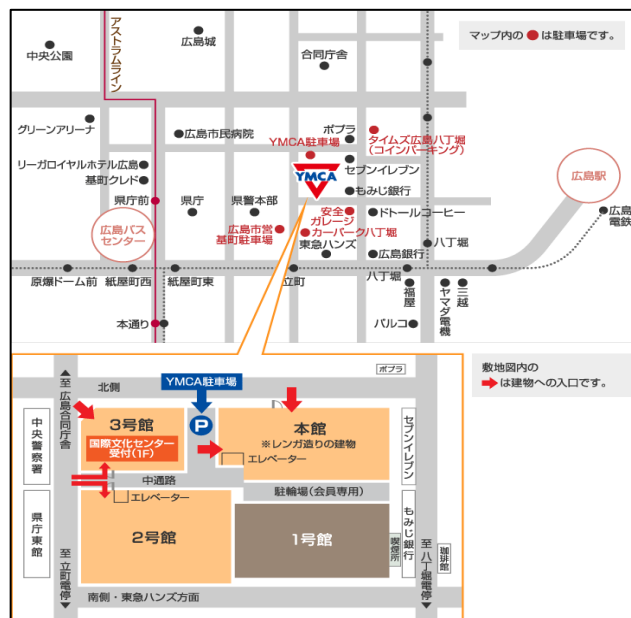 マップ内の ● は駐車場です。
アストラムライン
中央公園
広島城
合同庁舎
グリーンアリーナ
広島市民病院
ポプラ
タイムズ広島八丁堀
（コインパーキング）
YMCA駐車場
YMCA
セブンイレブン
リーガロイヤルホテル広島
基町クレド
もみじ銀行
広島駅
県庁前
県庁
県警本部
安全
ガレージ
ドトールコーヒー
広島
電鉄
広島バス
センター
広島市営
基町駐車場
カーパーク八丁堀
東急ハンズ
広島銀行
八丁堀
原爆ドーム前
紙屋町西
紙屋町東
立町
八丁堀
福屋
ヤマダ電機
三越
本通り
パルコ
敷地図内の
➡ は建物への入口です。
至広島合同庁舎
北側
YMCA駐車場
ポプラ
中央警察署
3号館
国際文化センター
受付(1F)
P
本館
※レンガ造りの建物
エレベーター
セブンイレブン
中通路
エレベーター
駐輪場（会員専用）
県庁東館
2号館
1号館
喫煙所
もみじ銀行
珈琲館
至立町電停
至八丁堀電停
南側・東急ハンズ方面